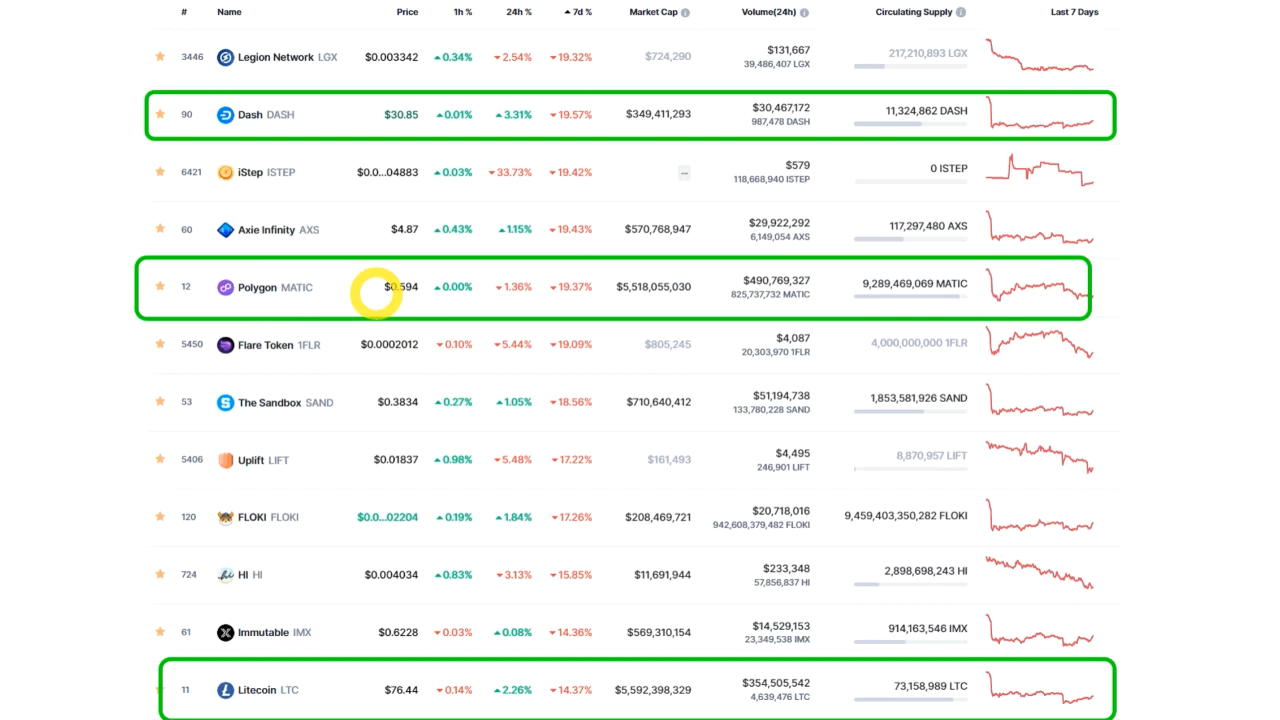 # Name Price 1h % 24h % 7d % Market Cap Volume(24h) Circulating Supply Last 7 Days
3446 Legion Network LGX $0.003342 0.34% 2.54% 19.32% $724,290 $131,667 217,210,893 LGX
39,486,407 LGX
90 Dash DASH $30.85 0.01% 3.31% 19.57% $349,411,293 $30,467,172 11,324,862 DASH
987,478 DASH
6421 iStep ISTEP $0.0...04883 0.03% 33.73% 19.42% -- $579 0 ISTEP
118,668,940 ISTEP
60 Axie Infinity AXS $4.87 0.43% 1.15% 19.43% $570,768,947 $29,922,292 117,297,480 AXS
6,149,054 AXS
12 Polygon MATIC $0.594 0.00% 1.36% 19.37% $5,518,055,030 $490,769,327 9,289,469,069 MATIC
825,737,732 MATIC
5450 Flare Token 1FLR $0.0002012 0.10% 5.44% 19.09% $805,245 $4,087 4,000,000,000 1FLR
20,303,970 1FLR
53 The Sandbox SAND $0.3834 0.27% 1.05% 18.56% $710,640,412 $51,194,738 1,853,581,926 SAND
133,780,228 SAND
5406 Uplift LIFT $0.01837 0.98% 5.48% 17.22% $161,493 $4,495 8,870,957 LIFT
246,901 LIFT
120 FLOKI FLOKI $0.0...02204 0.19% 1.84% 17.26% $208,469,721 $20,718,016 9,459,403,350,282 FLOKI
942,608,379,482 FLOKI
724 HI HI $0.004034 0.83% 3.13% 15.85% $11,691,944 $233,348 2,898,698,243 HI
57,856,837 HI
61 Immutable IMX $0.6228 0.03% 0.08% 14.36% $569,310,154 $14,529,153 914,163,546 IMX
23,349,538 IMX
11 Litecoin LTC $76.44 0.14% 2.26% 14.37% $5,592,398,329 $354,505,542 73,158,989 LTC
4,639,476 LTC